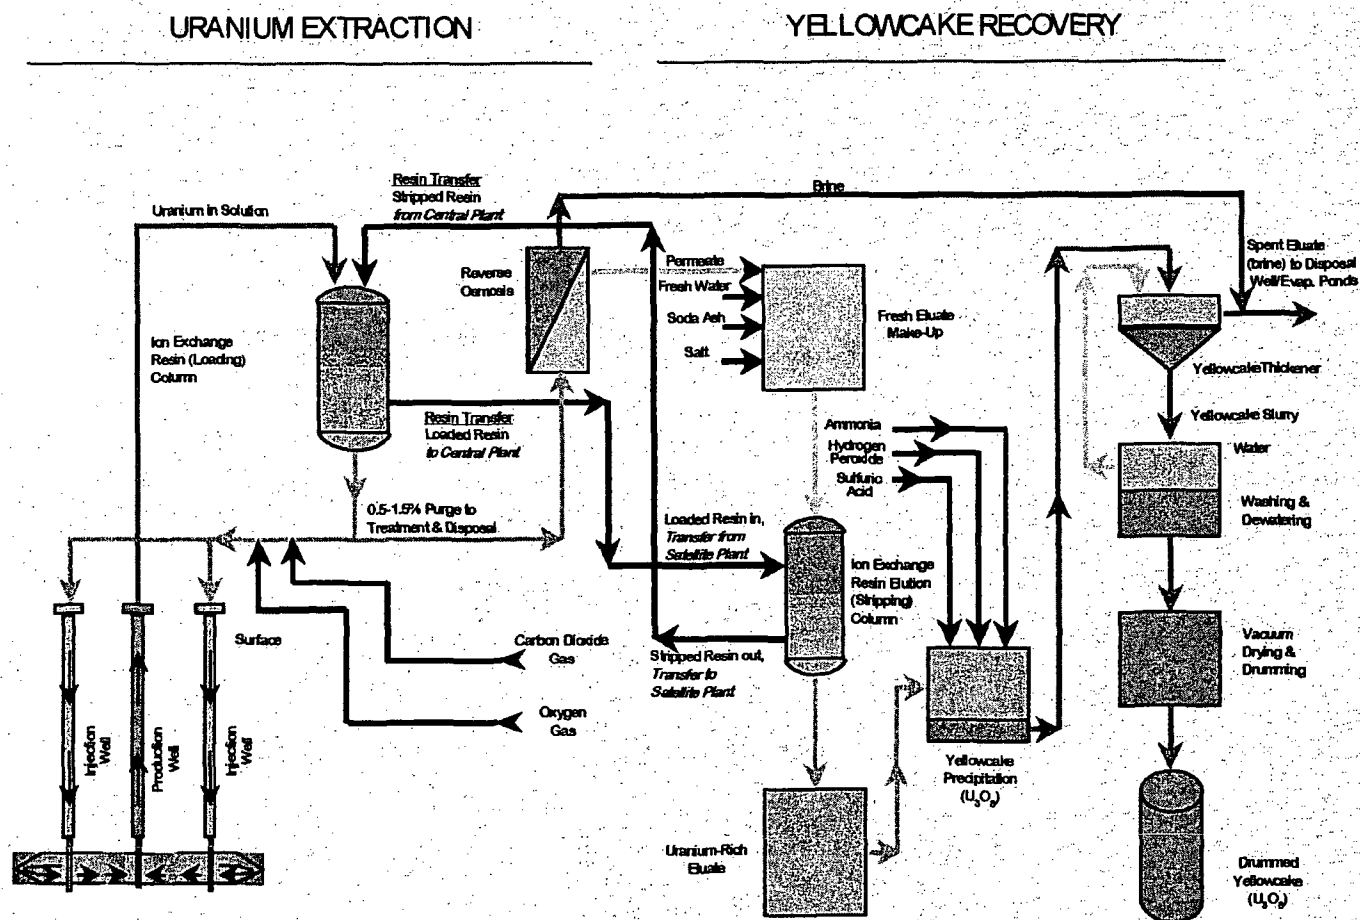 URANIUM EXTRACTION
YELLOWCAKE RECOVERY
Resin Transfer
Stripped Resin
from Central Plant
Uranium in Solution
Brine
Reverse
Osmosis
Permeate
Fresh Water
Soda Ash
Salt
Fresh Eluate
Make-Up
Spent Eluate
(brine) to Disposal
Well/Evap. Ponds
Ion Exchange
Resin (Loading)
Column
Yellowcake Thickener
Resin Transfer
Loaded Resin
to Central Plant
Yellowcake Slurry
Ammonia
Hydrogen
Peroxide
Sulfuric
Acid
Water
Washing &
Dewatering
0.5-1.5% Purge to
Treatment & Disposal
Loaded Resin in,
Transfer from
Satellite Plant
Ion Exchange
Resin Elution
(Stripping)
Column
Surface
Carbon Dioxide
Gas
Stripped Resin out,
Transfer to
Satellite Plant
Vacuum
Drying &
Drumming
Oxygen
Gas
Injection
Well
Production
Well
Injection
Well
Yellowcake
Precipitation
(U₃O₈)
Uranium-Rich
Eluate
Drummed
Yellowcake
(U₃O₈)